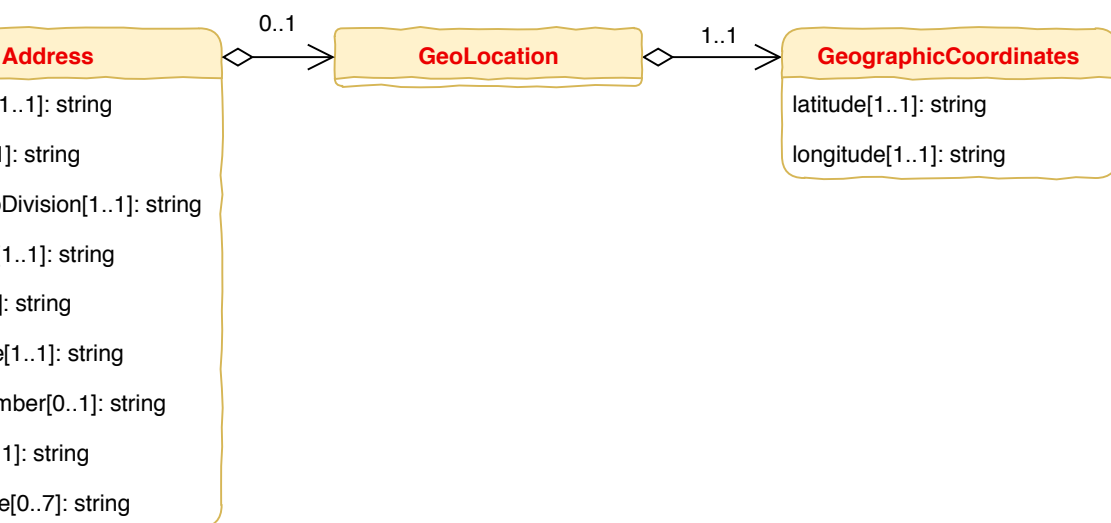 0..1
1..1
Address
GeoLocation
GeographicCoordinates
1..1]: string
]: string
Division[1..1]: string
1..1]: string
]: string
e[1..1]: string
mber[0..1]: string
1]: string
e[0..7]: string
latitude[1..1]: string
longitude[1..1]: string